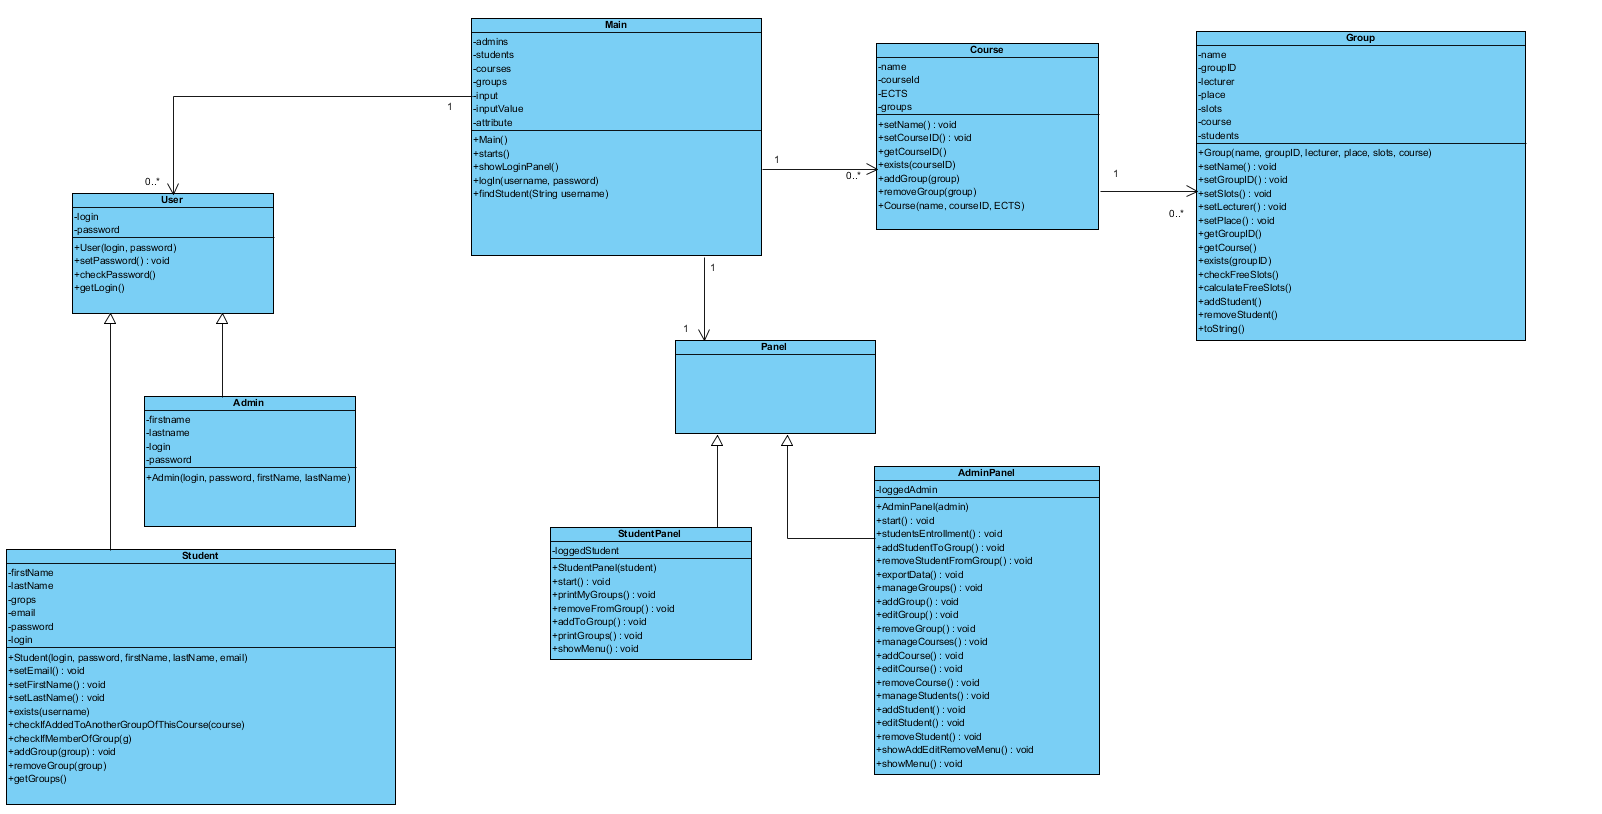 Main
-admins
-students
-courses
-groups
-input
-inputValue
-attribute
+Main()
+starts()
+showLoginPanel()
+logIn(username, password)
+findStudent(String username)
1
0..*
1
0..*
1
1
Course
-name
-courseId
-ECTS
-groups
+setName() : void
+setCourseID() : void
+getCourseID()
+exists(courseID)
+addGroup(group)
+removeGroup(group)
+Course(name, courseID, ECTS)
1
0..*
Group
-name
-groupID
-lecturer
-place
-slots
-course
-students
+Group(name, groupID, lecturer, place, slots, course)
+setName() : void
+setGroupID() : void
+setSlots() : void
+setLecturer() : void
+setPlace() : void
+getGroupID()
+getCourse()
+exists(groupID)
+checkFreeSlots()
+calculateFreeSlots()
+addStudent()
+removeStudent()
+toString()
User
-login
-password
+User(login, password)
+setPassword() : void
+checkPassword()
+getLogin()
Panel
Admin
-firstname
-lastname
-login
-password
+Admin(login, password, firstName, lastName)
Student
-firstName
-lastName
-grops
-email
-password
-login
+Student(login, password, firstName, lastName, email)
+setEmail() : void
+setFirstName() : void
+setLastName() : void
+exists(username)
+checkIfAddedToAnotherGroupOfThisCourse(course)
+checkIfMemberOfGroup(g)
+addGroup(group) : void
+removeGroup(group)
+getGroups()
StudentPanel
-loggedStudent
+StudentPanel(student)
+start() : void
+printMyGroups() : void
+removeFromGroup() : void
+addToGroup() : void
+printGroups() : void
+showMenu() : void
AdminPanel
-loggedAdmin
+AdminPanel(admin)
+start() : void
+studentsEntrollment() : void
+addStudentToGroup() : void
+removeStudentFromGroup() : void
+exportData() : void
+manageGroups() : void
+addGroup() : void
+editGroup() : void
+removeGroup() : void
+manageCourses() : void
+addCourse() : void
+editCourse() : void
+removeCourse() : void
+manageStudents() : void
+addStudent() : void
+editStudent() : void
+removeStudent() : void
+showAddEditRemoveMenu() : void
+showMenu() : void